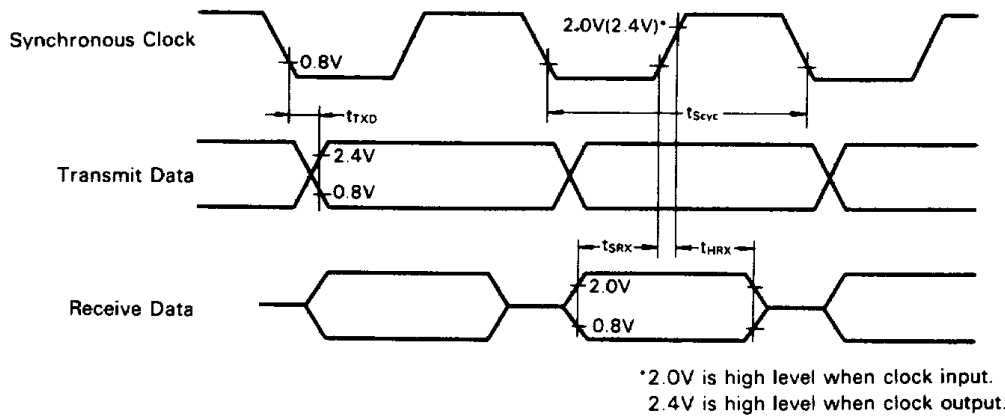 Synchronous Clock
2.0V(2.4V)*
0.8V
tTXD
tScyc
Transmit Data
2.4V
0.8V
tSRX
tHRX
Receive Data
2.0V
0.8V
*2.0V is high level when clock input.
2.4V is high level when clock output.